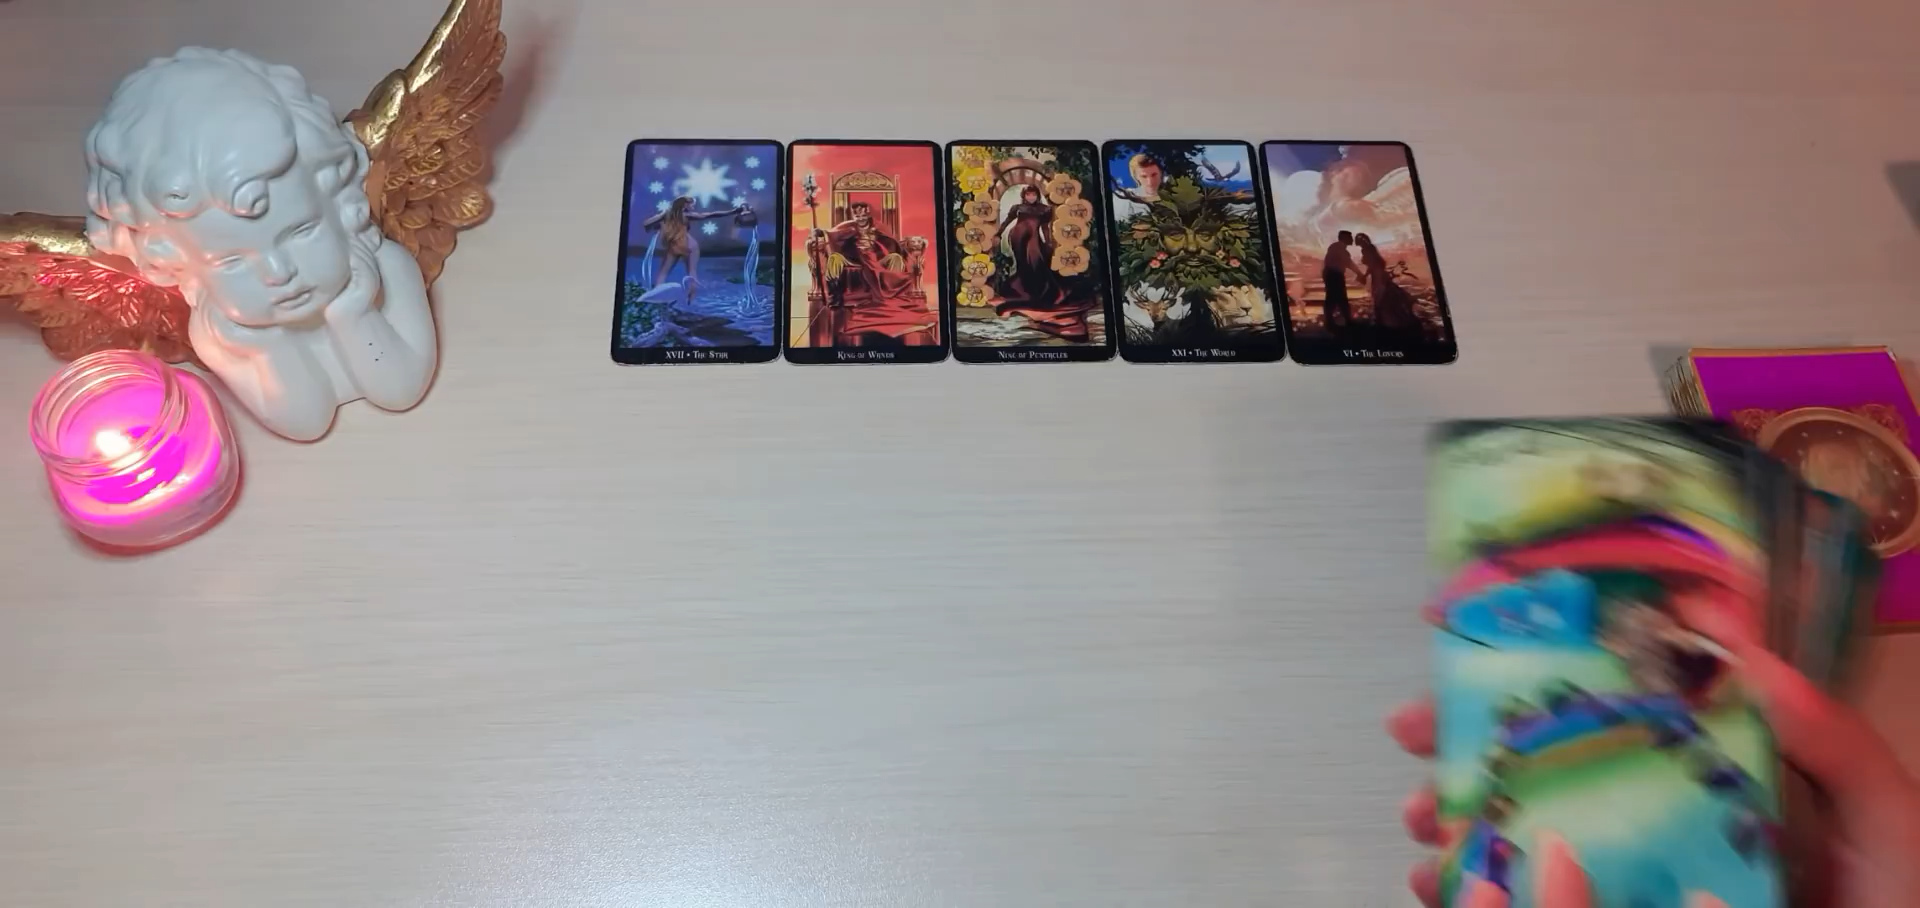 XVII • The Star
King of Wands
Nine of Pentacles
XXI • The World
VI • The Lovers